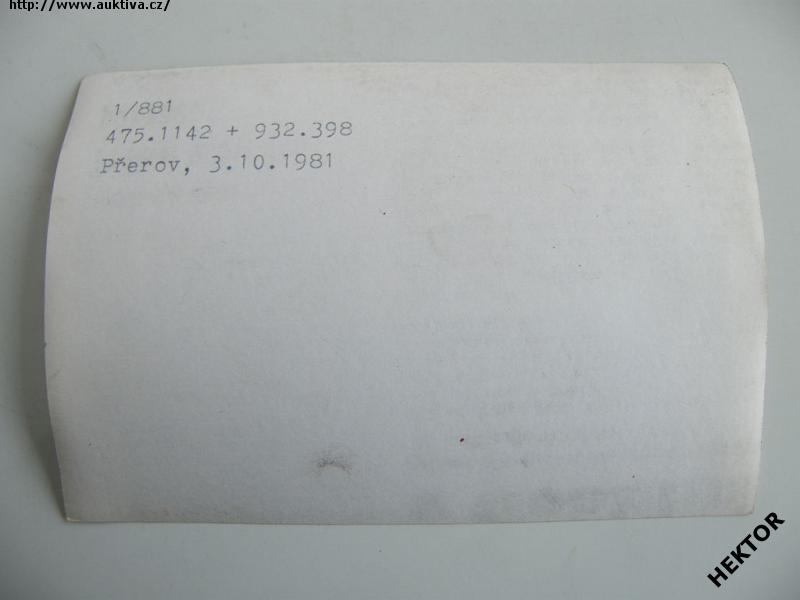 http://www.auktiva.cz/
1/881
475.1142 + 932.398
Přerov, 3.10.1981
HEKTOR